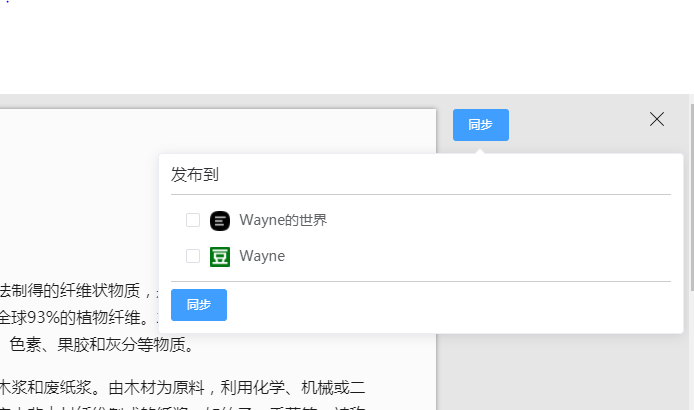 同步
发布到
Wayne的世界
豆 Wayne
同步
法制得的纤维状物质，
全球93%的植物纤维。
色素、果胶和灰分等物质。
木浆和废纸浆。由木材为原料，利用化学、机械或二